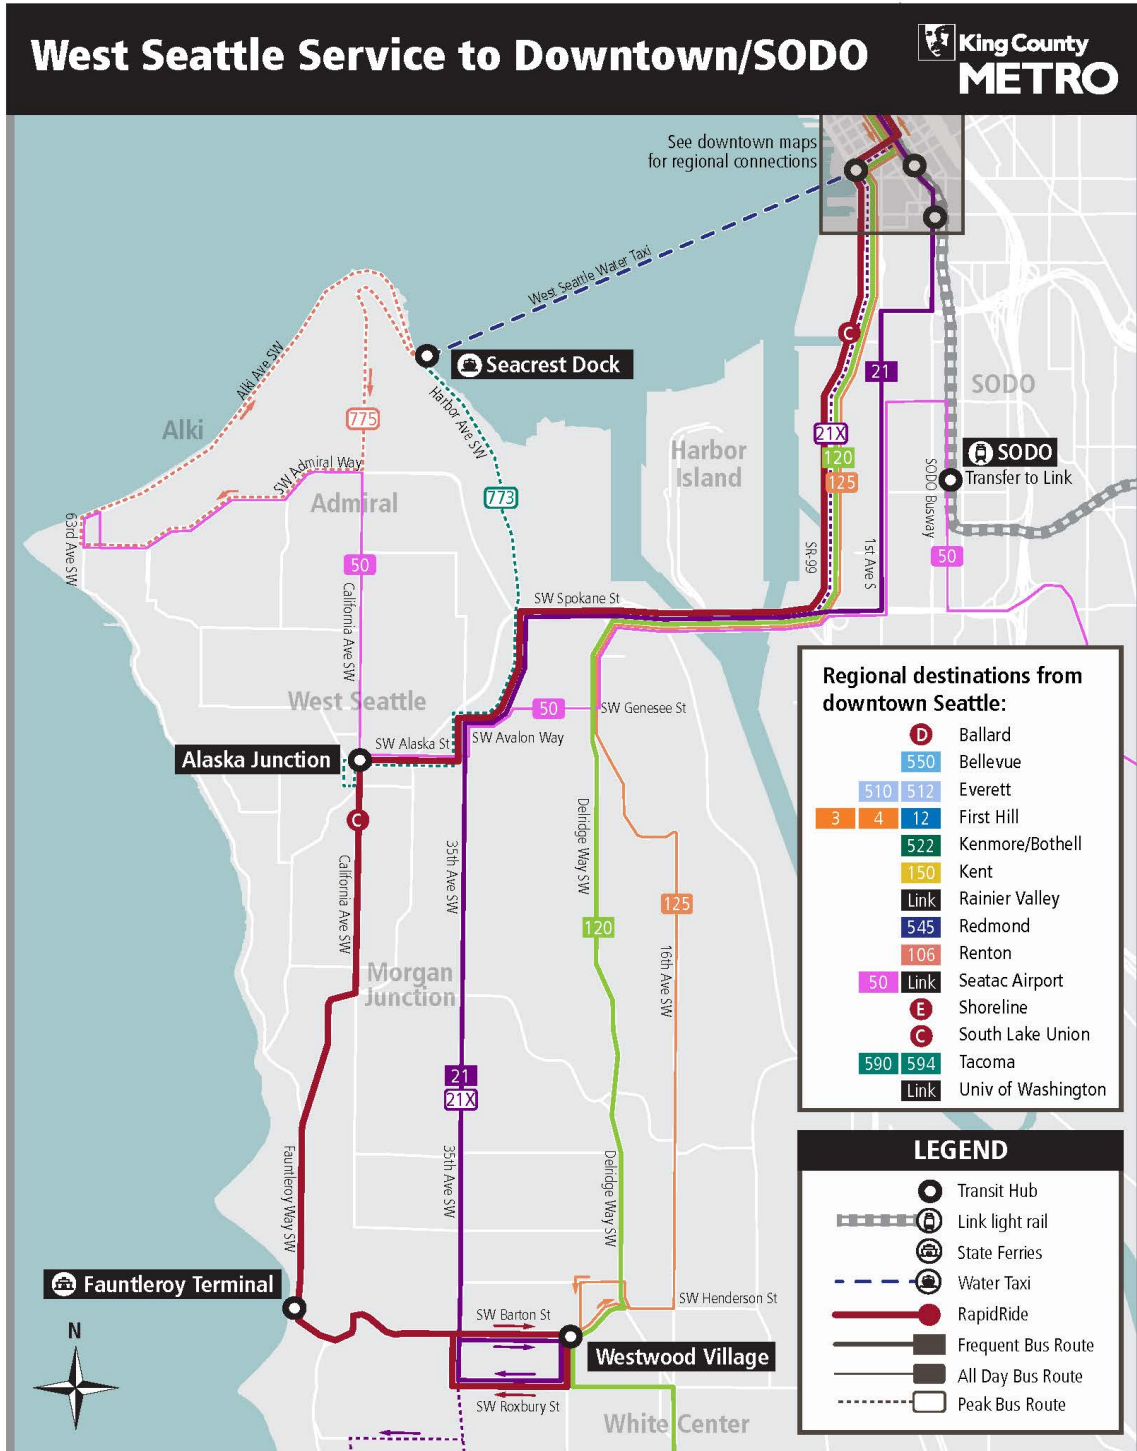 West Seattle Service to Downtown/SODO
King County
METRO
See downtown maps
for regional connections
West Seattle Water Taxi
C
Seacrest Dock
21
SODO
Alki Ave SW
Harbor Ave SW
Alki
775
21X
Harbor
Island
120
SODO
SW Admiral Way
125
Transfer to Link
Admiral
773
SODO Busway
63rd Ave SW
SR-99
1st Ave S
50
50
California Ave SW
SW Spokane St
West Seattle
50
SW Genesee St
SW Alaska St
SW Avalon Way
Alaska Junction
C
California Ave SW
35th Ave SW
Delridge Way SW
125
120
16th Ave SW
Morgan
Junction
21
21X
35th Ave SW
Delridge Way SW
Fauntleroy Way SW
Fauntleroy Terminal
SW Henderson St
SW Barton St
Westwood Village
SW Roxbury St
White Center
N
Regional destinations from
downtown Seattle:
D Ballard
550 Bellevue
510 512 Everett
3 4 12 First Hill
522 Kenmore/Bothell
150 Kent
Link Rainier Valley
545 Redmond
106 Renton
50 Link Seatac Airport
E Shoreline
C South Lake Union
590 594 Tacoma
Link Univ of Washington
LEGEND
Transit Hub
Link light rail
State Ferries
Water Taxi
RapidRide
Frequent Bus Route
All Day Bus Route
Peak Bus Route